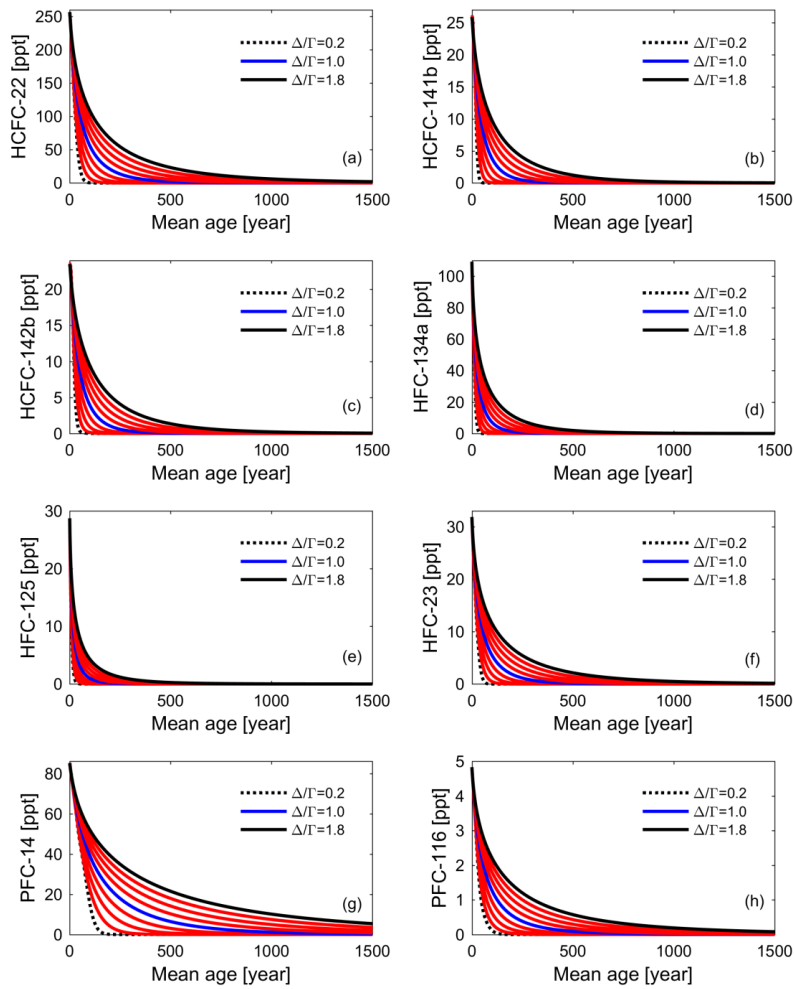 250
200
150
100
50
0
HCFC-22 [ppt]
Δ/Γ=0.2
Δ/Γ=1.0
Δ/Γ=1.8
(a)
0 500 1000 1500
Mean age [year]
25
20
15
10
5
0
HCFC-141b [ppt]
Δ/Γ=0.2
Δ/Γ=1.0
Δ/Γ=1.8
(b)
0 500 1000 1500
Mean age [year]
20
15
10
5
0
HCFC-142b [ppt]
Δ/Γ=0.2
Δ/Γ=1.0
Δ/Γ=1.8
(c)
0 500 1000 1500
Mean age [year]
100
80
60
40
20
0
HFC-134a [ppt]
Δ/Γ=0.2
Δ/Γ=1.0
Δ/Γ=1.8
(d)
0 500 1000 1500
Mean age [year]
30
20
10
0
HFC-125 [ppt]
Δ/Γ=0.2
Δ/Γ=1.0
Δ/Γ=1.8
(e)
0 500 1000 1500
Mean age [year]
30
20
10
0
HFC-23 [ppt]
Δ/Γ=0.2
Δ/Γ=1.0
Δ/Γ=1.8
(f)
0 500 1000 1500
Mean age [year]
80
60
40
20
0
PFC-14 [ppt]
Δ/Γ=0.2
Δ/Γ=1.0
Δ/Γ=1.8
(g)
0 500 1000 1500
Mean age [year]
5
4
3
2
1
0
PFC-116 [ppt]
Δ/Γ=0.2
Δ/Γ=1.0
Δ/Γ=1.8
(h)
0 500 1000 1500
Mean age [year]